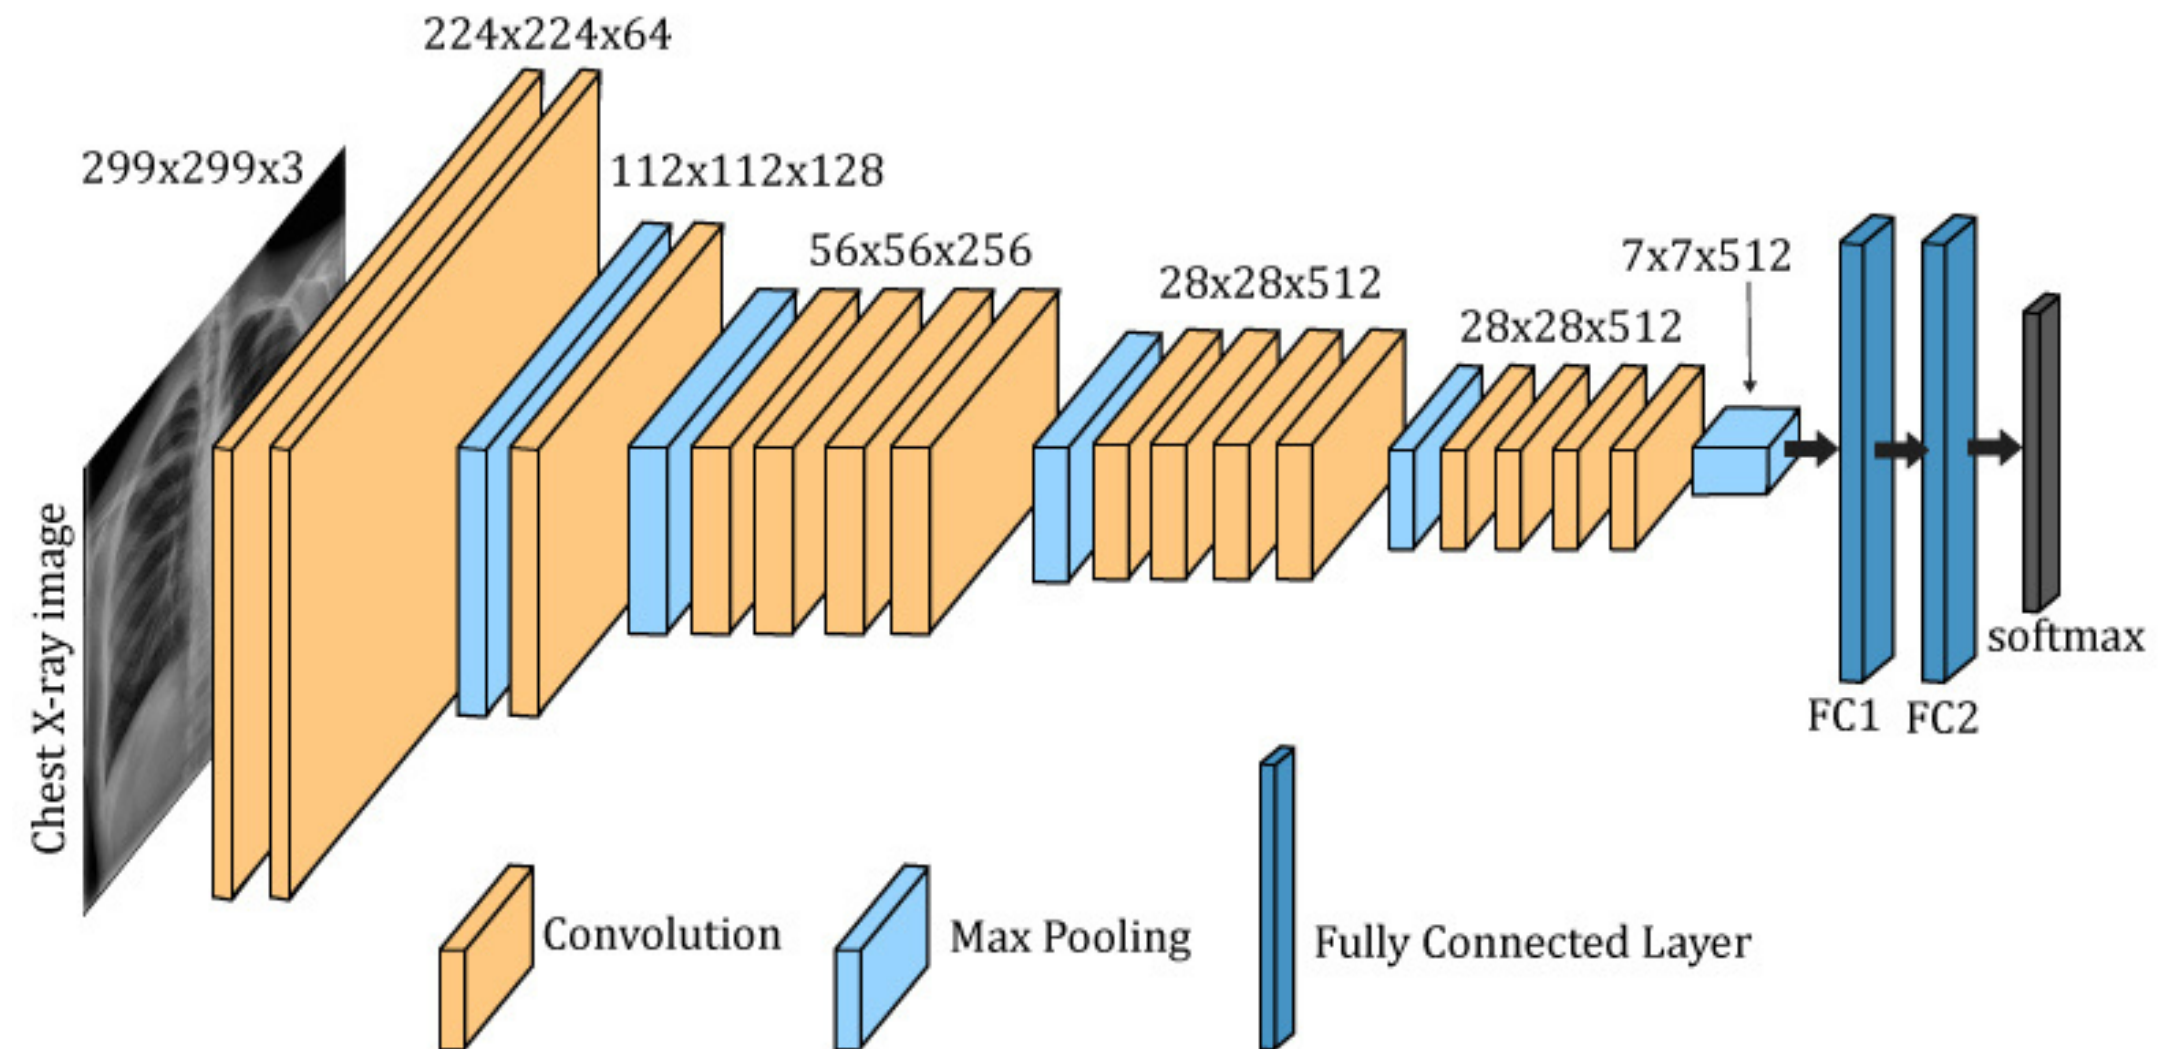 224x224x64
299x299x3
112x112x128
56x56x256
28x28x512
28x28x512
7x7x512
Chest X-ray image
softmax
FC1
FC2
Convolution
Max Pooling
Fully Connected Layer